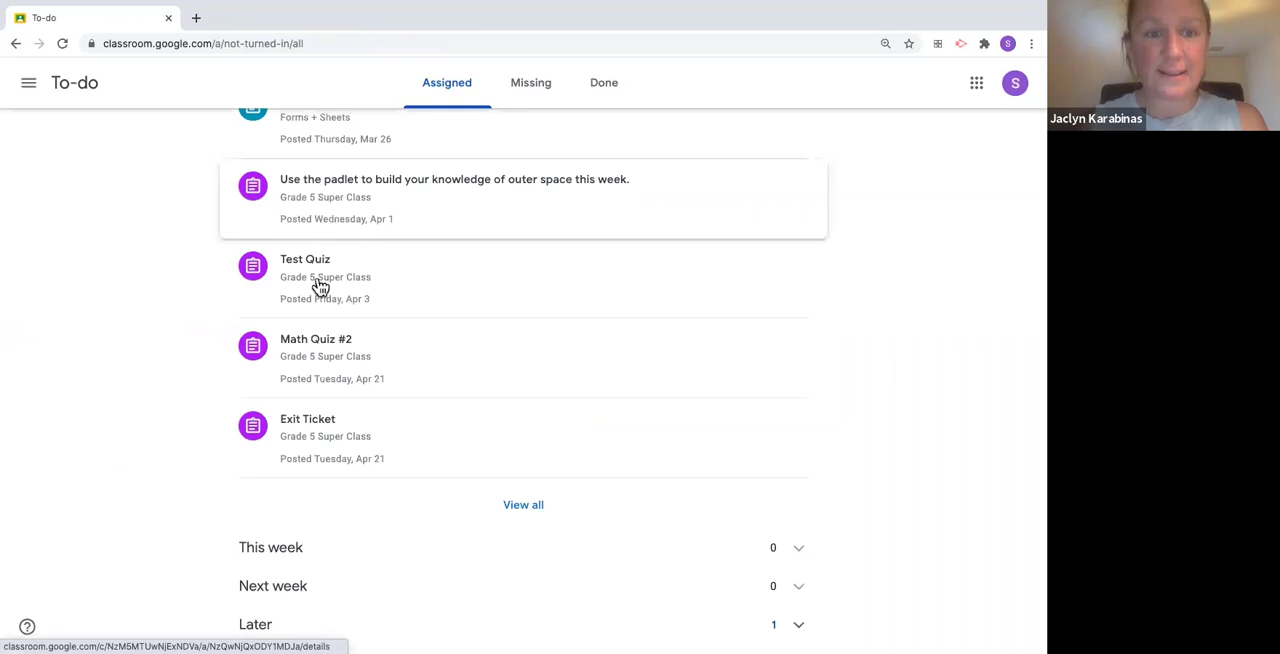 To-do
classroom.google.com/a/not-turned-in/all
S
To-do
Assigned
Missing
Done
S
Jaclyn Karabinas
Forms + Sheets
Posted Thursday, Mar 26
Use the padlet to build your knowledge of outer space this week.
Grade 5 Super Class
Posted Wednesday, Apr 1
Test Quiz
Grade 5 Super Class
Posted Friday, Apr 3
Math Quiz #2
Grade 5 Super Class
Posted Tuesday, Apr 21
Exit Ticket
Grade 5 Super Class
Posted Tuesday, Apr 21
View all
This week 0
Next week 0
Later 1
classroom.google.com/c/NzM5MTUwNjExNDVa/a/NzQwNjQxODY1MDJa/details